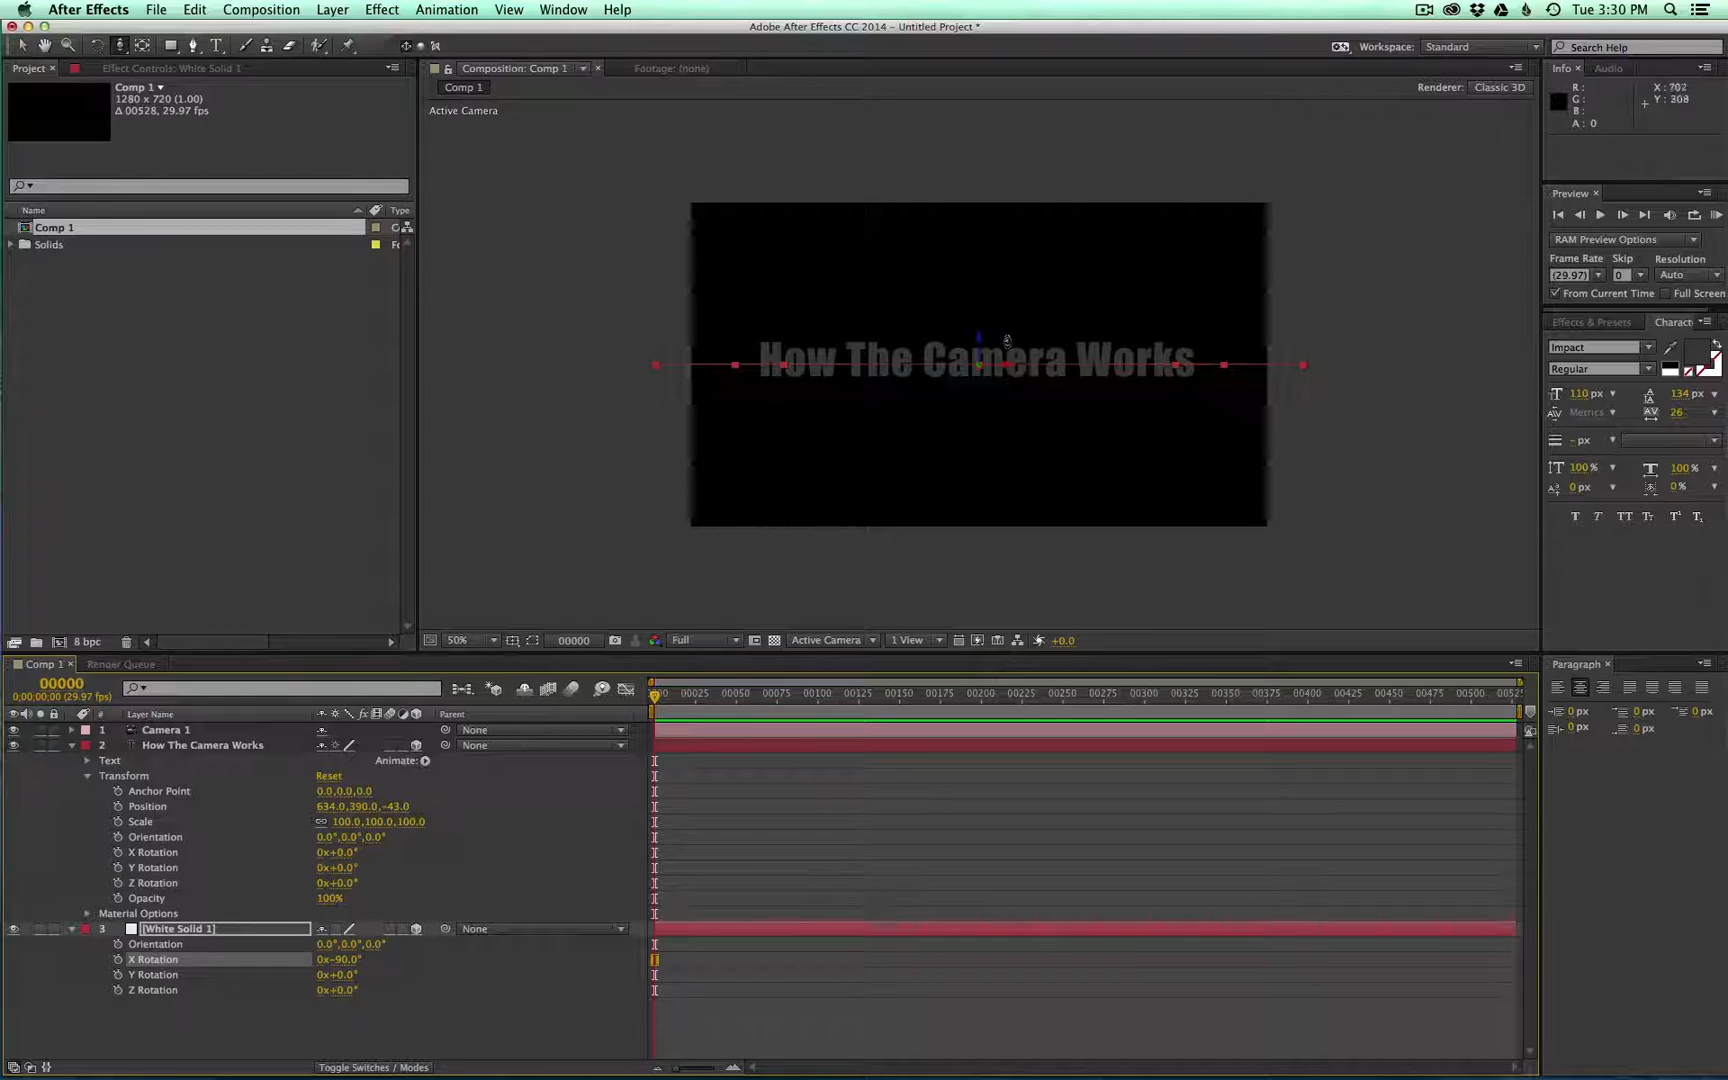 After Effects File Edit Composition Layer Effect Animation View Window Help Tue 3:30 PM
Adobe After Effects CC 2014 – Untitled Project *
Workspace: Standard Search Help
Project Effect Controls: White Solid 1
Comp 1
1280 x 720 (1.00)
Δ 00528, 29.97 fps
Name Type
Comp 1
Solids
8 bpc
Composition: Comp 1 Footage: (none)
Comp 1 Renderer: Classic 3D
Active Camera
How The Camera Works
50% 00000 Full Active Camera 1 View +0.0
Info Audio
R: X: 702
G: Y: 308
B:
A: 0
Preview
RAM Preview Options
Frame Rate Skip Resolution
(29.97) 0 Auto
From Current Time Full Screen
Effects & Presets Charact
Impact
Regular
110 px 134 px
Metrics 26
- px
100% 100%
0 px 0%
T T TT TT T¹ T₁
Comp 1 Render Queue
00000
0;00;00;00 (29.97 fps)
00025 00050 00075 00100 00125 00150 00175 00200 00225 00250 00275 00300 00325 00350 00375 00400 00425 00450 00475 00500
# Layer Name Parent
1 Camera 1 None
2 How The Camera Works None
Text Animate:
Transform Reset
Anchor Point 0.0,0.0,0.0
Position 634.0,390.0,-43.0
Scale 100.0,100.0,100.0
Orientation 0.0°,0.0°,0.0°
X Rotation 0x+0.0°
Y Rotation 0x+0.0°
Z Rotation 0x+0.0°
Opacity 100%
Material Options
3 [White Solid 1] None
Orientation 0.0°,0.0°,0.0°
X Rotation 0x-90.0°
Y Rotation 0x+0.0°
Z Rotation 0x+0.0°
Toggle Switches / Modes
Paragraph
0 px 0 px 0 px
0 px 0 px